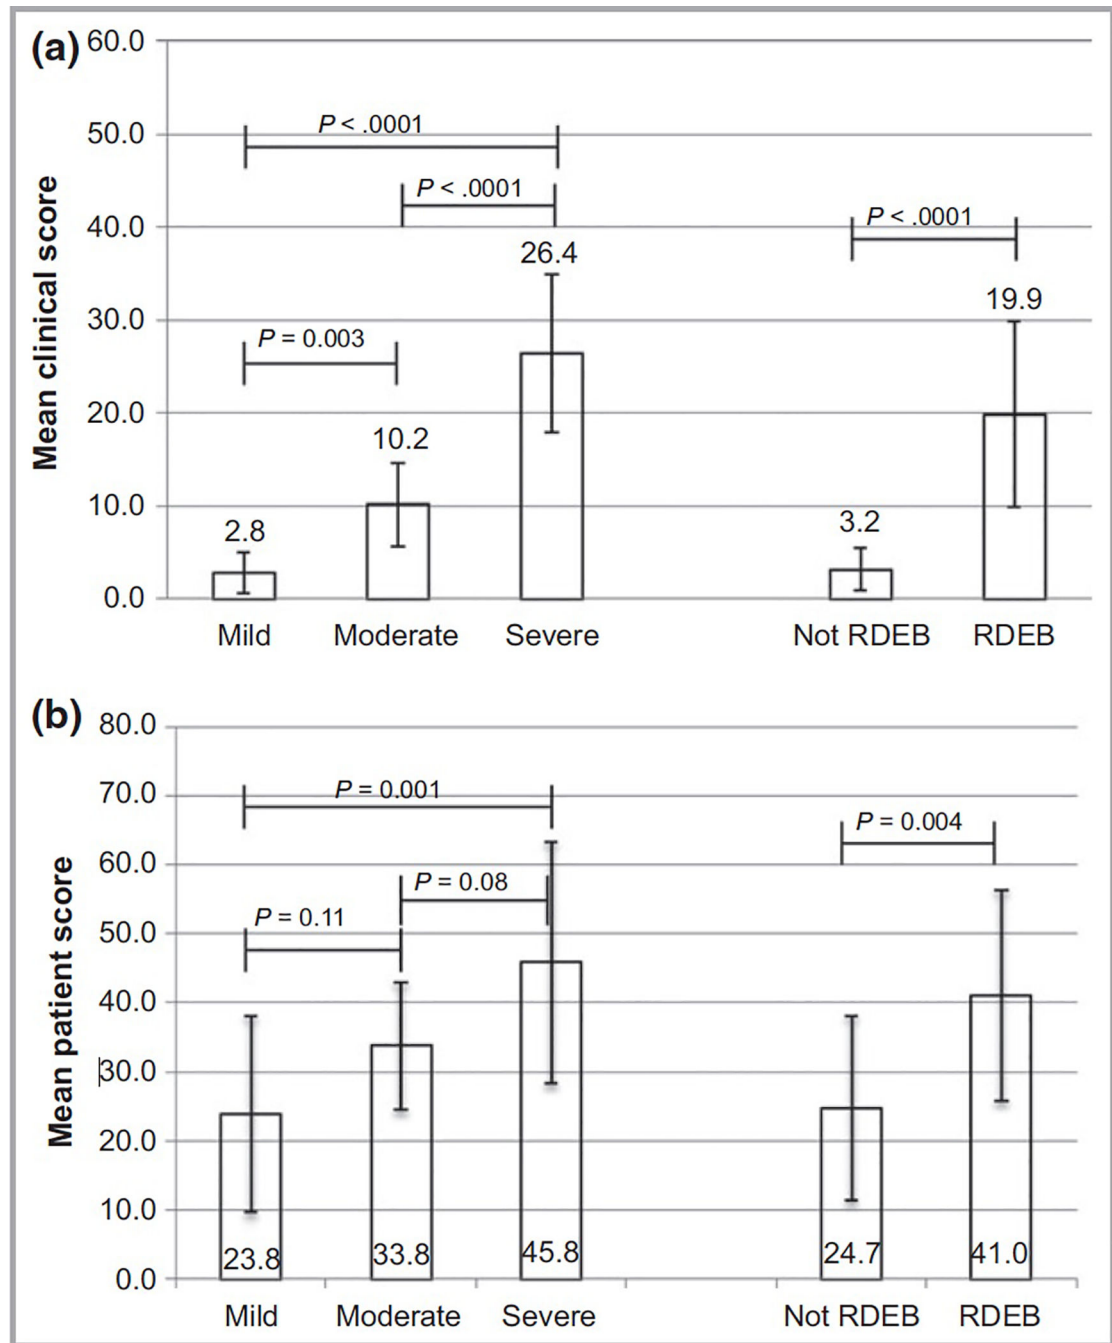 (a)
60.0
50.0
40.0
30.0
20.0
10.0
0.0
Mean clinical score
P < .0001
P < .0001
P < .0001
P = 0.003
26.4
19.9
10.2
2.8
3.2
Mild Moderate Severe Not RDEB RDEB
(b)
80.0
70.0
60.0
50.0
40.0
30.0
20.0
10.0
0.0
Mean patient score
P = 0.001
P = 0.004
P = 0.08
P = 0.11
23.8 33.8 45.8 24.7 41.0
Mild Moderate Severe Not RDEB RDEB